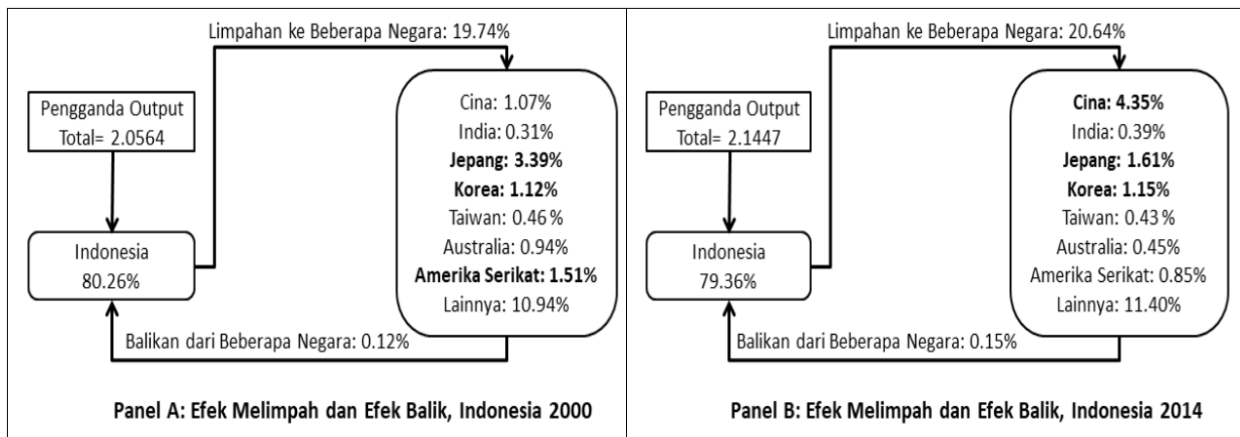 Limpahan ke Beberapa Negara: 19.74%
Pengganda Output
Total= 2.0564
Indonesia
80.26%
Cina: 1.07%
India: 0.31%
Jepang: 3.39%
Korea: 1.12%
Taiwan: 0.46 %
Australia: 0.94%
Amerika Serikat: 1.51%
Lainnya: 10.94%
Balikan dari Beberapa Negara: 0.12%
Panel A: Efek Melimpah dan Efek Balik, Indonesia 2000
Limpahan ke Beberapa Negara: 20.64%
Pengganda Output
Total= 2.1447
Indonesia
79.36%
Cina: 4.35%
India: 0.39%
Jepang: 1.61%
Korea: 1.15%
Taiwan: 0.43 %
Australia: 0.45%
Amerika Serikat: 0.85%
Lainnya: 11.40%
Balikan dari Beberapa Negara: 0.15%
Panel B: Efek Melimpah dan Efek Balik, Indonesia 2014